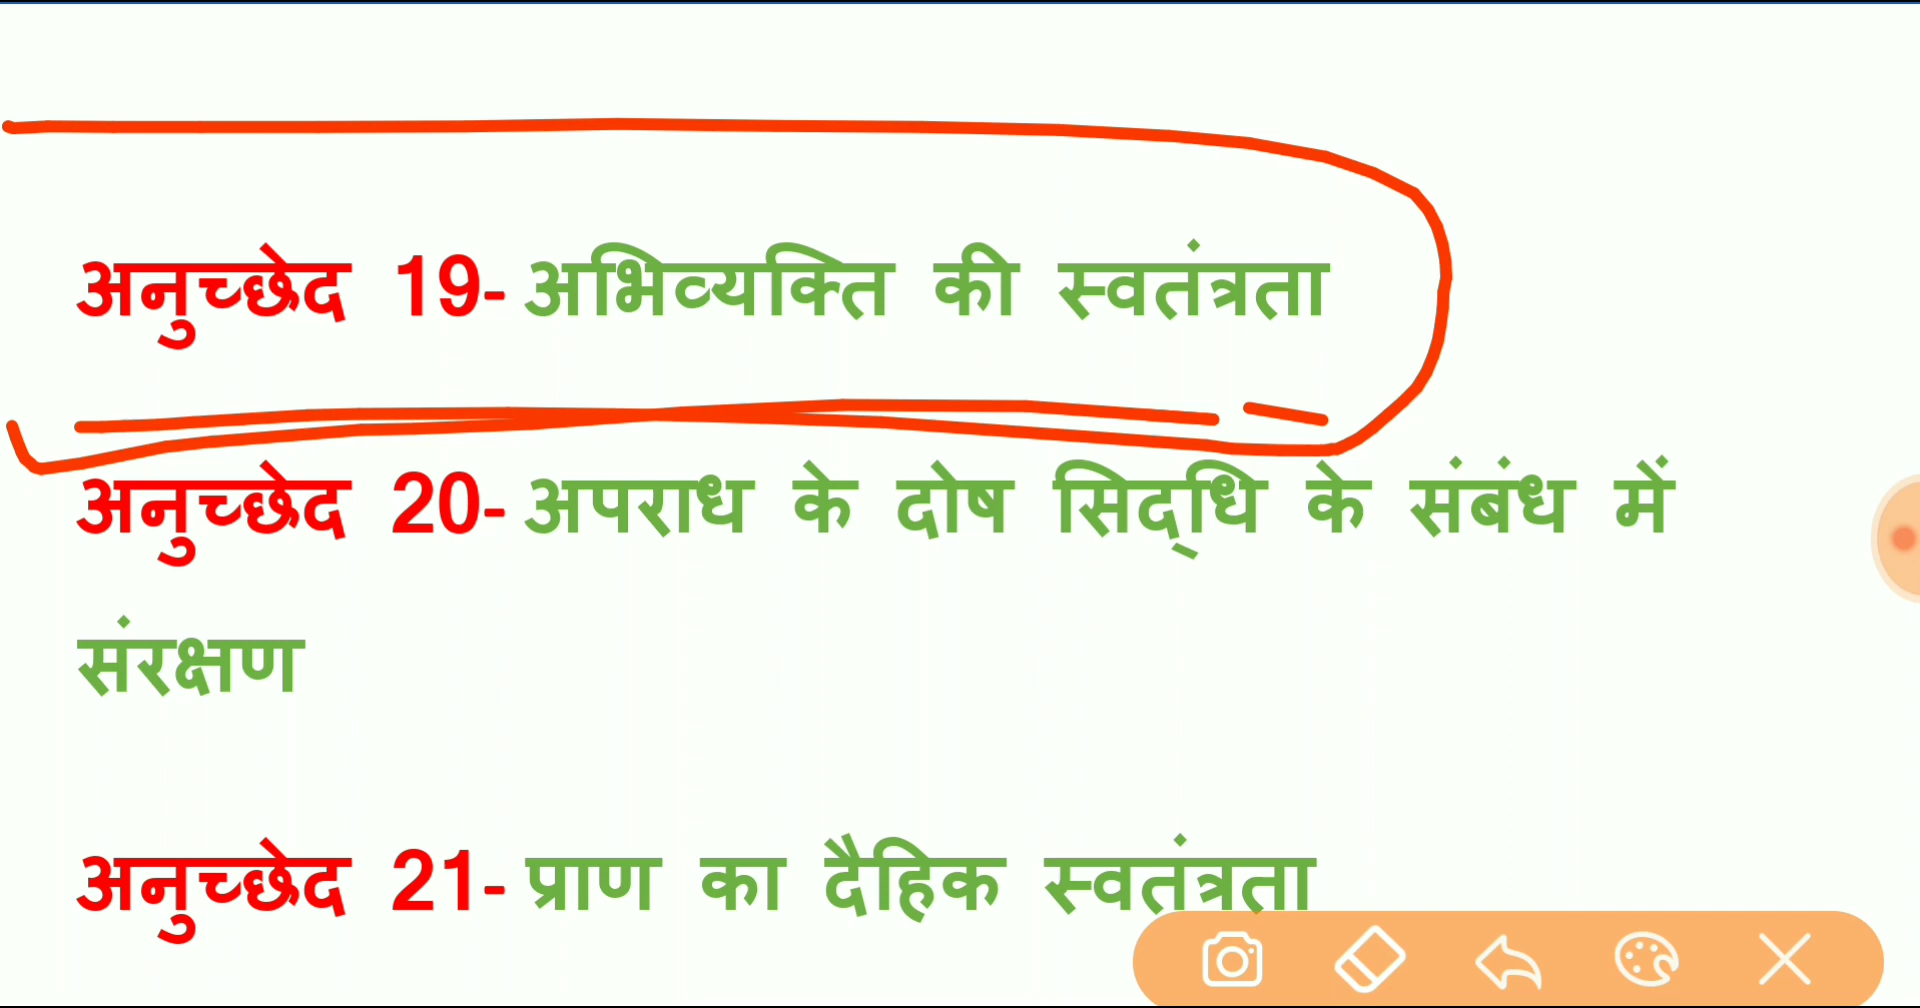 अनुच्छेद 19- अभिव्यक्ति की स्वतंत्रता
अनुच्छेद 20- अपराध के दोष सिद्‌धि के संबंध में
संरक्षण
अनुच्छेद 21- प्राण का दैहिक स्वतंत्रता